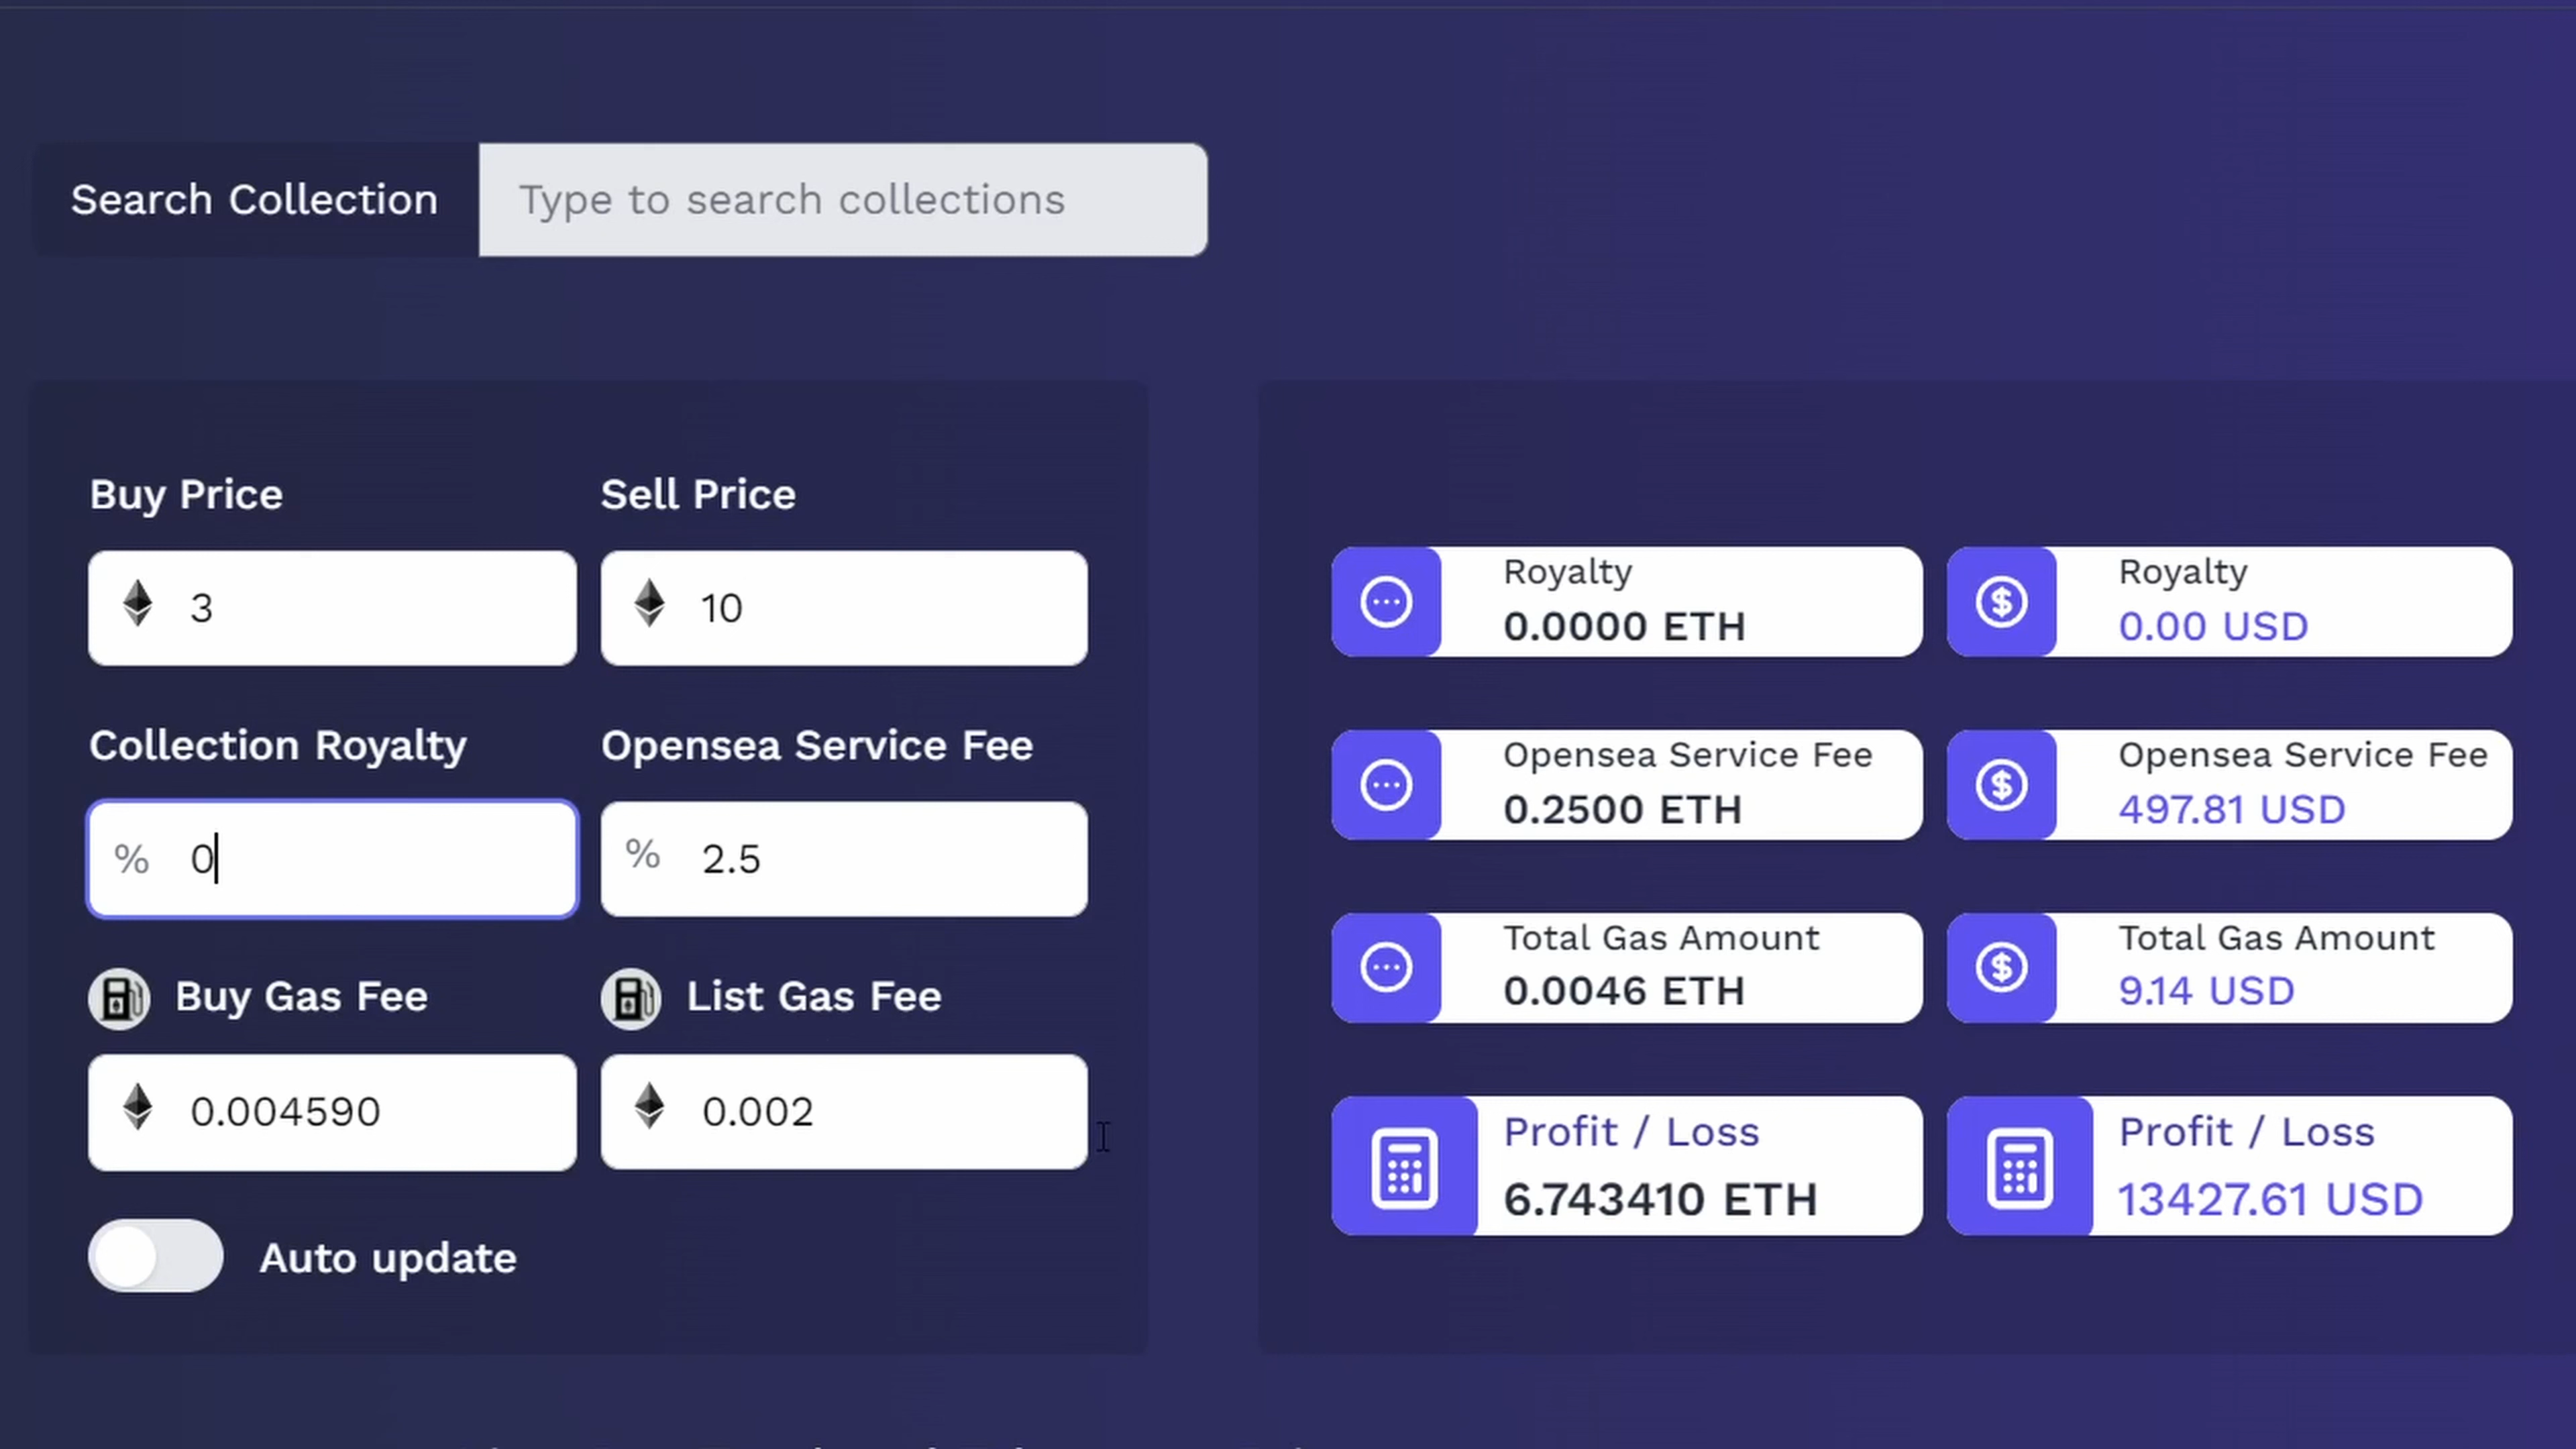 Search Collection
Type to search collections
Buy Price
Sell Price
3
10
Collection Royalty
Opensea Service Fee
% 0
% 2.5
Buy Gas Fee
List Gas Fee
0.004590
0.002
Auto update
Royalty
0.0000 ETH
Royalty
0.00 USD
Opensea Service Fee
0.2500 ETH
Opensea Service Fee
497.81 USD
Total Gas Amount
0.0046 ETH
Total Gas Amount
9.14 USD
Profit / Loss
6.743410 ETH
Profit / Loss
13427.61 USD